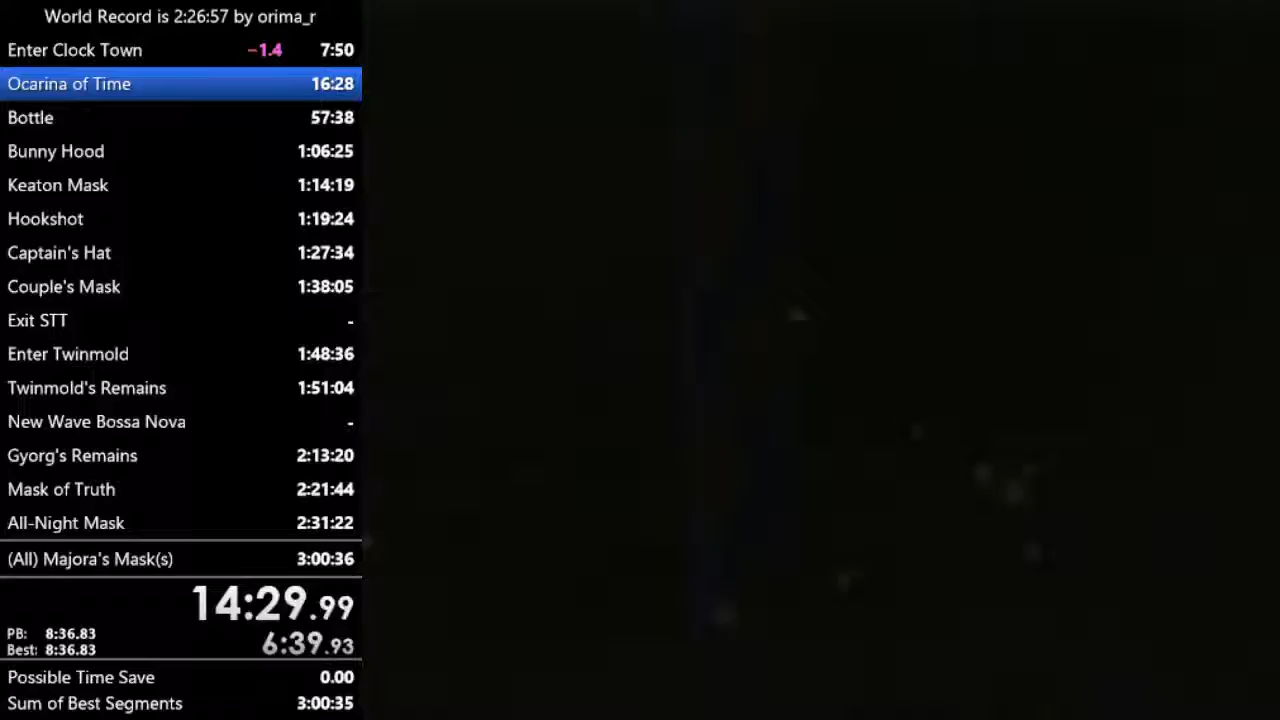 World Record is 2:26:57 by orima_r
Enter Clock Town −1.4 7:50
Ocarina of Time 16:28
Bottle 57:38
Bunny Hood 1:06:25
Keaton Mask 1:14:19
Hookshot 1:19:24
Captain's Hat 1:27:34
Couple's Mask 1:38:05
Exit STT -
Enter Twinmold 1:48:36
Twinmold's Remains 1:51:04
New Wave Bossa Nova -
Gyorg's Remains 2:13:20
Mask of Truth 2:21:44
All-Night Mask 2:31:22
(All) Majora's Mask(s) 3:00:36
14:29.99
PB: 8:36.83
Best: 8:36.83
6:39.93
Possible Time Save 0.00
Sum of Best Segments 3:00:35